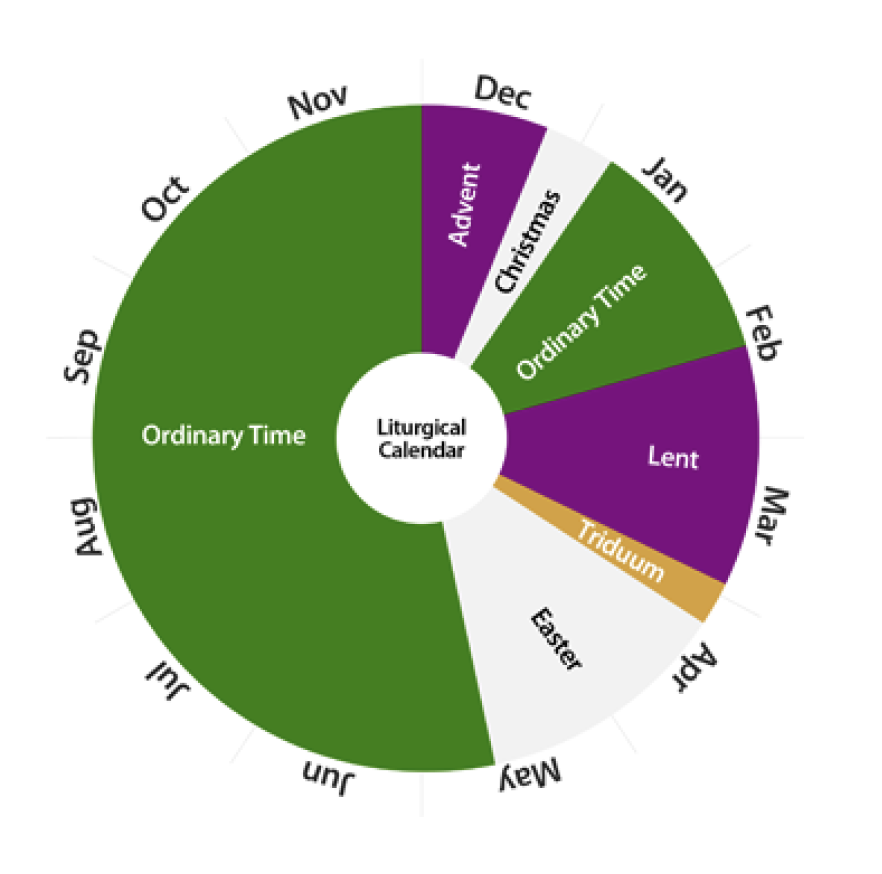 Dec
Jan
Feb
Mar
Apr
May
Jun
Jul
Aug
Sep
Oct
Nov
Advent
Christmas
Ordinary Time
Lent
Triduum
Easter
Ordinary Time
Liturgical
Calendar